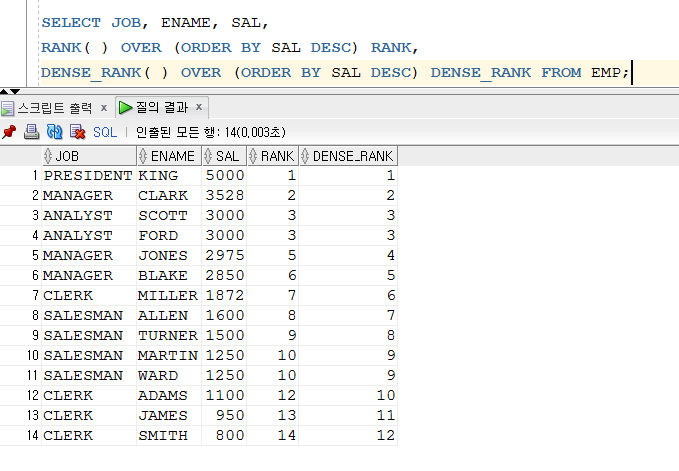 SELECT JOB, ENAME, SAL,
RANK( ) OVER (ORDER BY SAL DESC) RANK,
DENSE_RANK( ) OVER (ORDER BY SAL DESC) DENSE_RANK FROM EMP;
스크립트 출력 x 질의 결과 x
SQL | 인출된 모든 행: 14(0,003초)
JOB ENAME SAL RANK DENSE_RANK
1 PRESIDENT KING 5000 1 1
2 MANAGER CLARK 3528 2 2
3 ANALYST SCOTT 3000 3 3
4 ANALYST FORD 3000 3 3
5 MANAGER JONES 2975 5 4
6 MANAGER BLAKE 2850 6 5
7 CLERK MILLER 1872 7 6
8 SALESMAN ALLEN 1600 8 7
9 SALESMAN TURNER 1500 9 8
10 SALESMAN MARTIN 1250 10 9
11 SALESMAN WARD 1250 10 9
12 CLERK ADAMS 1100 12 10
13 CLERK JAMES 950 13 11
14 CLERK SMITH 800 14 12